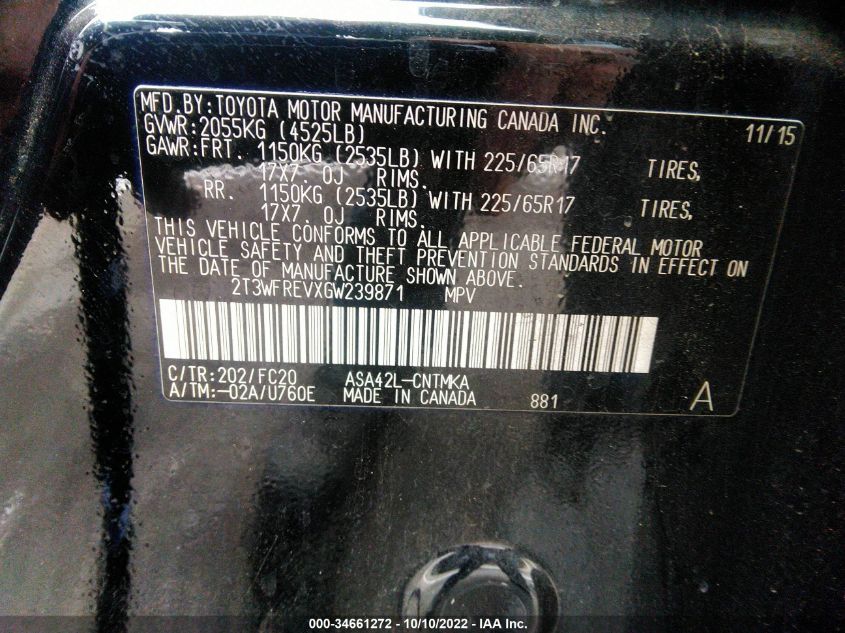 MFD.BY:TOYOTA MOTOR MANUFACTURING CANADA INC. 11/15
GVWR:2055KG (4525LB)
GAWR:FRT. 1150KG (2535LB) WITH 225/65R17 TIRES,
17X7. 0J RIMS.
RR. 1150KG (2535LB) WITH 225/65R17 TIRES,
17X7. 0J RIMS.
THIS VEHICLE CONFORMS TO ALL APPLICABLE FEDERAL MOTOR
VEHICLE SAFETY AND THEFT PREVENTION STANDARDS IN EFFECT ON
THE DATE OF MANUFACTURE SHOWN ABOVE.
2T3WFREVXGW239871 MPV
C/TR:202/FC20 ASA42L-CNTMKA
A/TM:-02A/U760E MADE IN CANADA 881 A
000-34661272 - 10/10/2022 - IAA Inc.